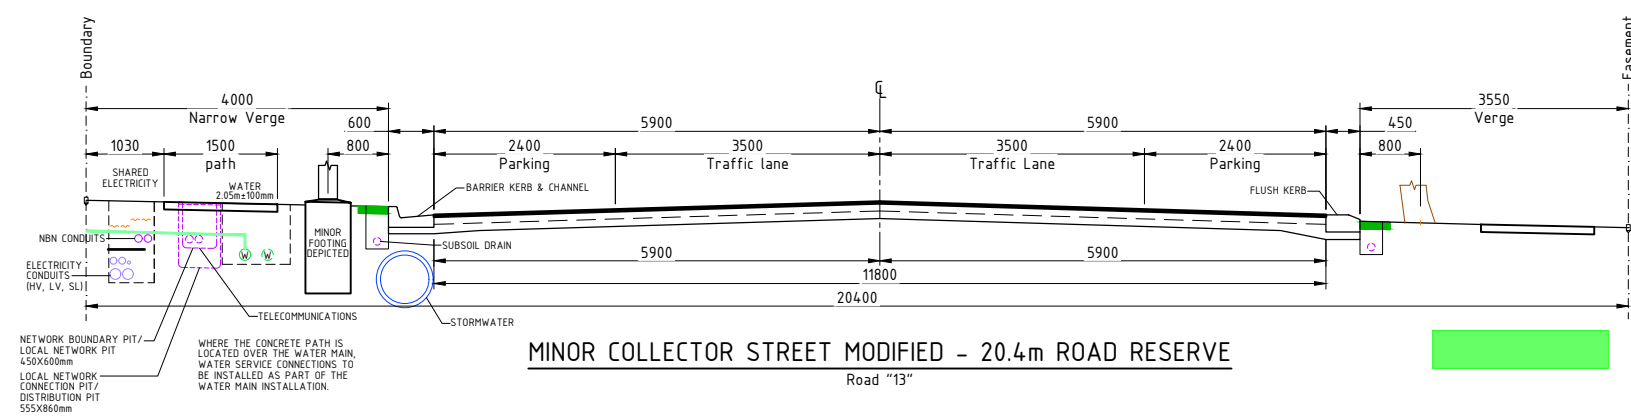 Boundary
Easement
4000
Narrow Verge
℄
3550
Verge
600
5900
5900
450
1030
1500
path
800
2400
Parking
3500
Traffic lane
3500
Traffic Lane
2400
Parking
800
SHARED
ELECTRICITY
WATER
2.05m±100mm
BARRIER KERB & CHANNEL
FLUSH KERB
NBN CONDUITS
MINOR
FOOTING
DEPICTED
SUBSOIL DRAIN
W
W
ELECTRICITY
CONDUITS
(HV, LV, SL)
5900
5900
11800
20400
TELECOMMUNICATIONS
STORMWATER
NETWORK BOUNDARY PIT/
LOCAL NETWORK PIT
450X600mm
LOCAL NETWORK
CONNECTION PIT/
DISTRIBUTION PIT
555X860mm
WHERE THE CONCRETE PATH IS
LOCATED OVER THE WATER MAIN,
WATER SERVICE CONNECTIONS TO
BE INSTALLED AS PART OF THE
WATER MAIN INSTALLATION.
MINOR COLLECTOR STREET MODIFIED - 20.4m ROAD RESERVE
Road "13"